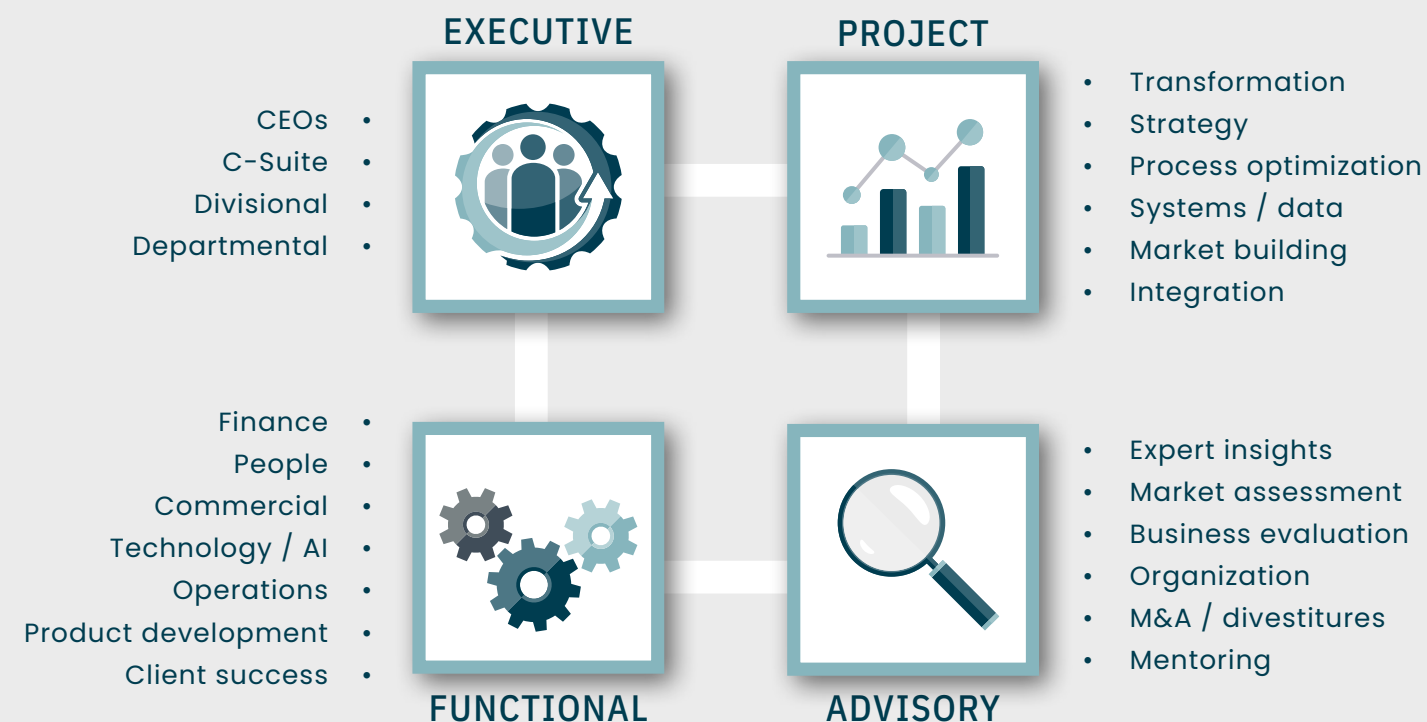 EXECUTIVE
• CEOs
• C-Suite
• Divisional
• Departmental
PROJECT
• Transformation
• Strategy
• Process optimization
• Systems / data
• Market building
• Integration
• Finance
• People
• Commercial
• Technology / AI
• Operations
• Product development
• Client success
FUNCTIONAL
• Expert insights
• Market assessment
• Business evaluation
• Organization
• M&A / divestitures
• Mentoring
ADVISORY